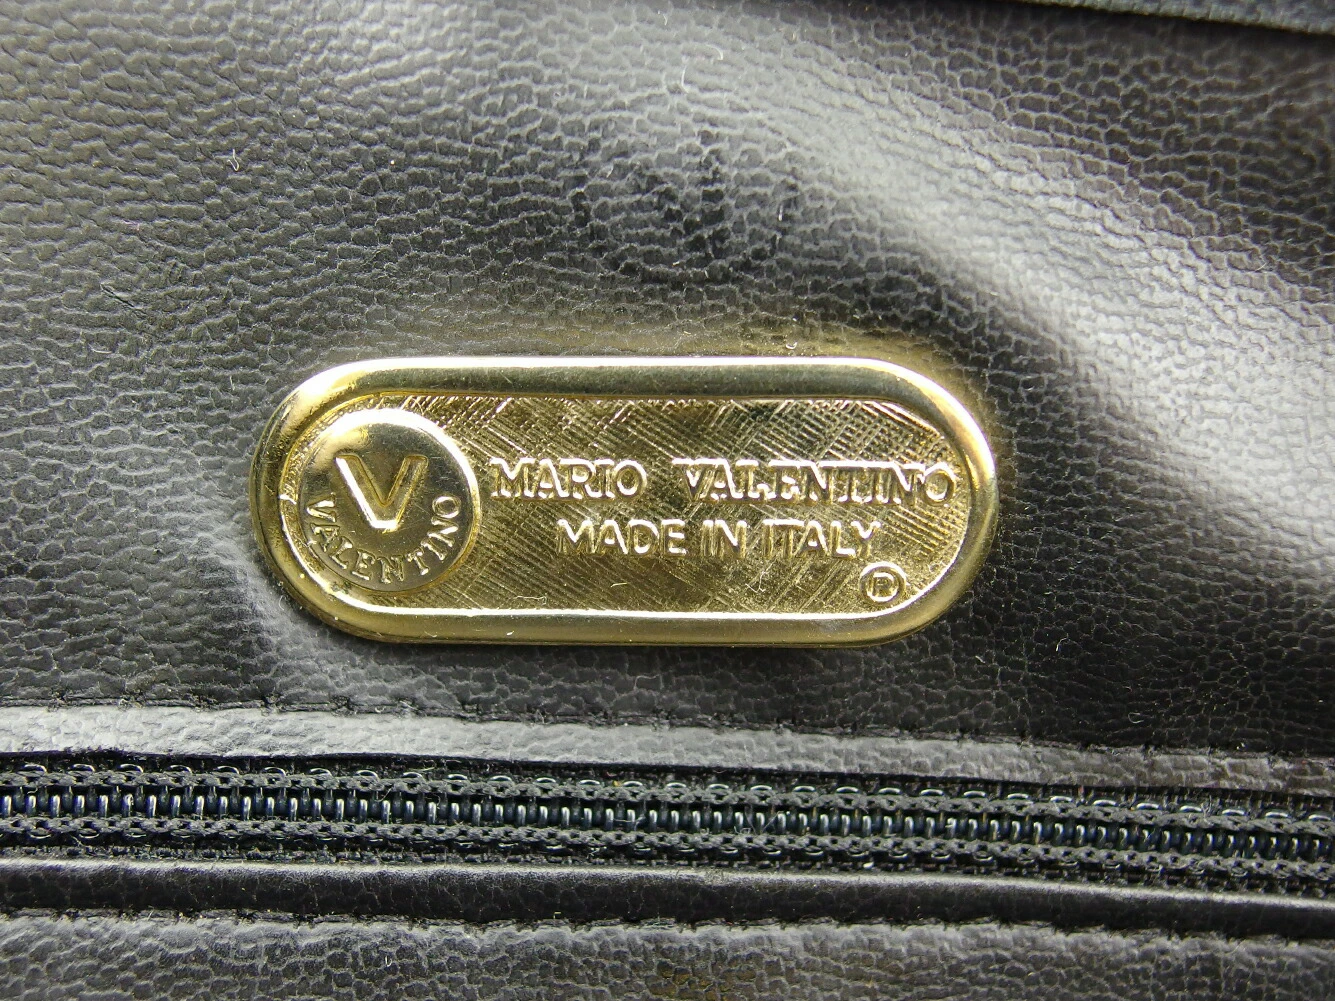 V
VALENTINO
MARIO VALENTINO
MADE IN ITALY
®